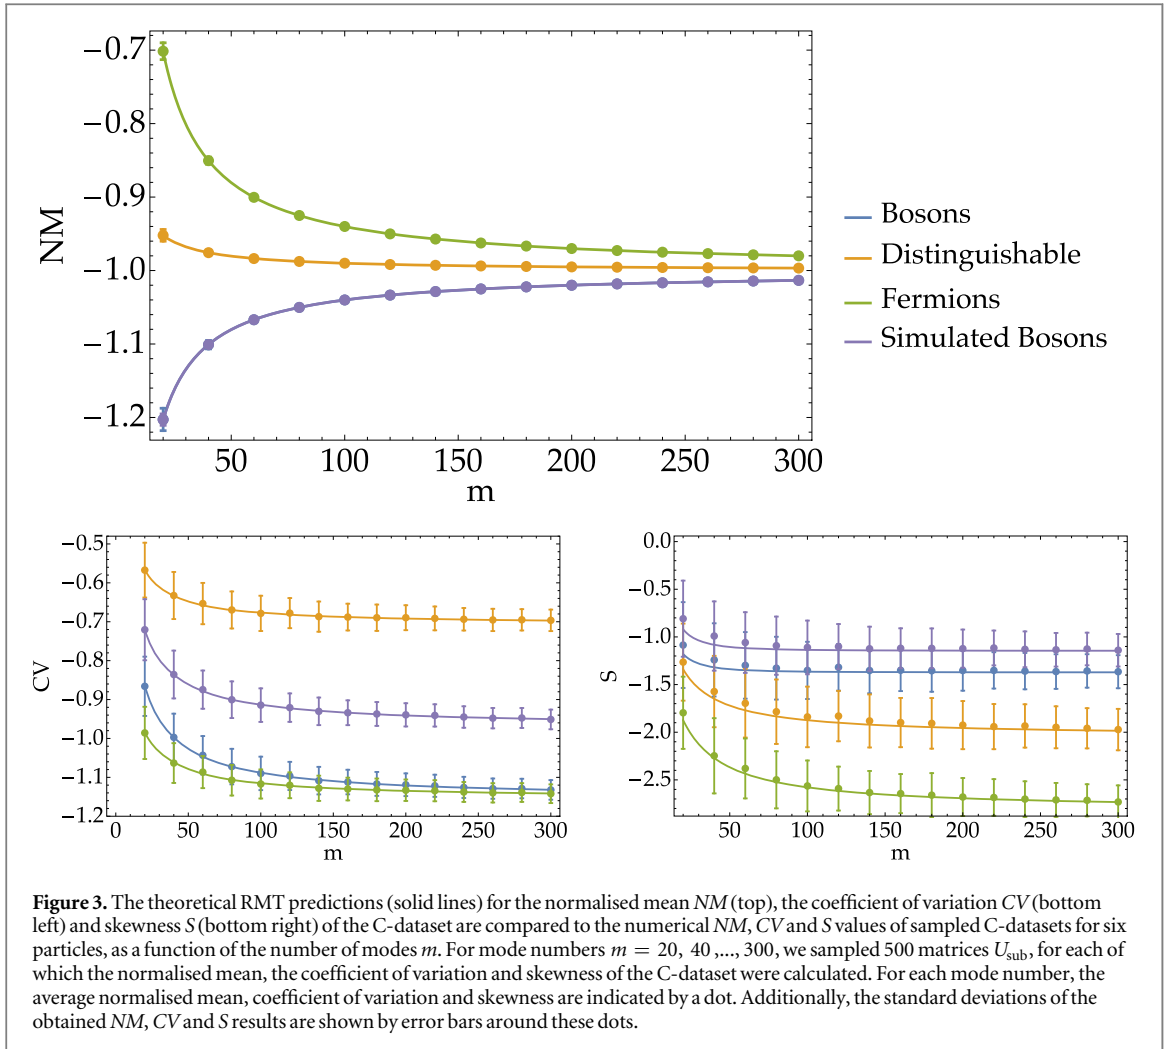 −0.7
−0.8
−0.9
−1.0
−1.1
−1.2
NM
50
100
150
200
250
300
m
Bosons
Distinguishable
Fermions
Simulated Bosons
−0.5
−0.6
−0.7
−0.8
−0.9
−1.0
−1.1
−1.2
CV
0
50
100
150
200
250
300
m
0.0
−0.5
−1.0
−1.5
−2.0
−2.5
S
50
100
150
200
250
300
m
Figure 3. The theoretical RMT predictions (solid lines) for the normalised mean NM (top), the coefficient of variation CV (bottom
left) and skewness S (bottom right) of the C-dataset are compared to the numerical NM, CV and S values of sampled C-datasets for six
particles, as a function of the number of modes m. For mode numbers m = 20, 40 ,..., 300, we sampled 500 matrices U_sub, for each of
which the normalised mean, the coefficient of variation and skewness of the C-dataset were calculated. For each mode number, the
average normalised mean, coefficient of variation and skewness are indicated by a dot. Additionally, the standard deviations of the
obtained NM, CV and S results are shown by error bars around these dots.